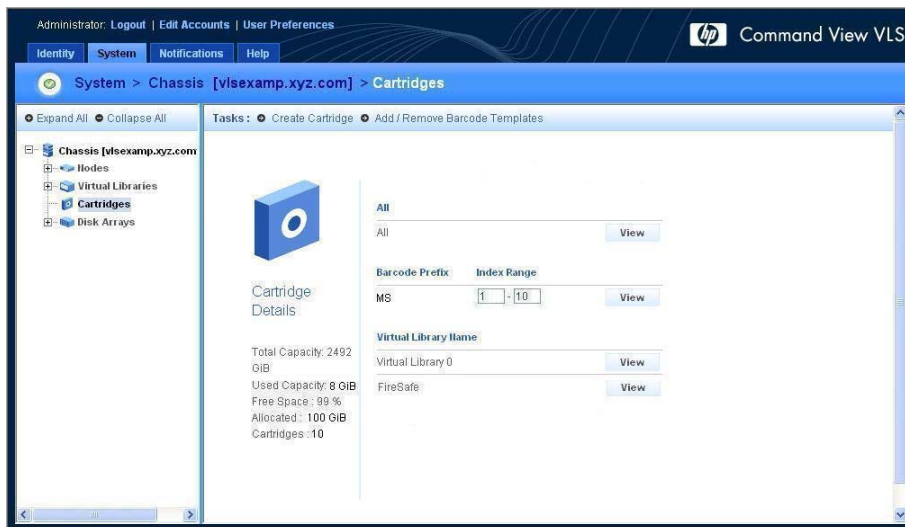 Administrator: Logout | Edit Accounts | User Preferences
hp Command View VLS
Identity System Notifications Help
System > Chassis [vlsexamp.xyz.com] > Cartridges
Expand All Collapse All
Tasks : Create Cartridge Add / Remove Barcode Templates
Chassis [vlsexamp.xyz.com
Nodes
Virtual Libraries
Cartridges
Disk Arrays
Cartridge
Details
Total Capacity: 2492
GiB
Used Capacity: 8 GiB
Free Space : 99 %
Allocated : 100 GiB
Cartridges :10
All
All View
Barcode Prefix Index Range
MS 1 - 10 View
Virtual Library Name
Virtual Library 0 View
FireSafe View